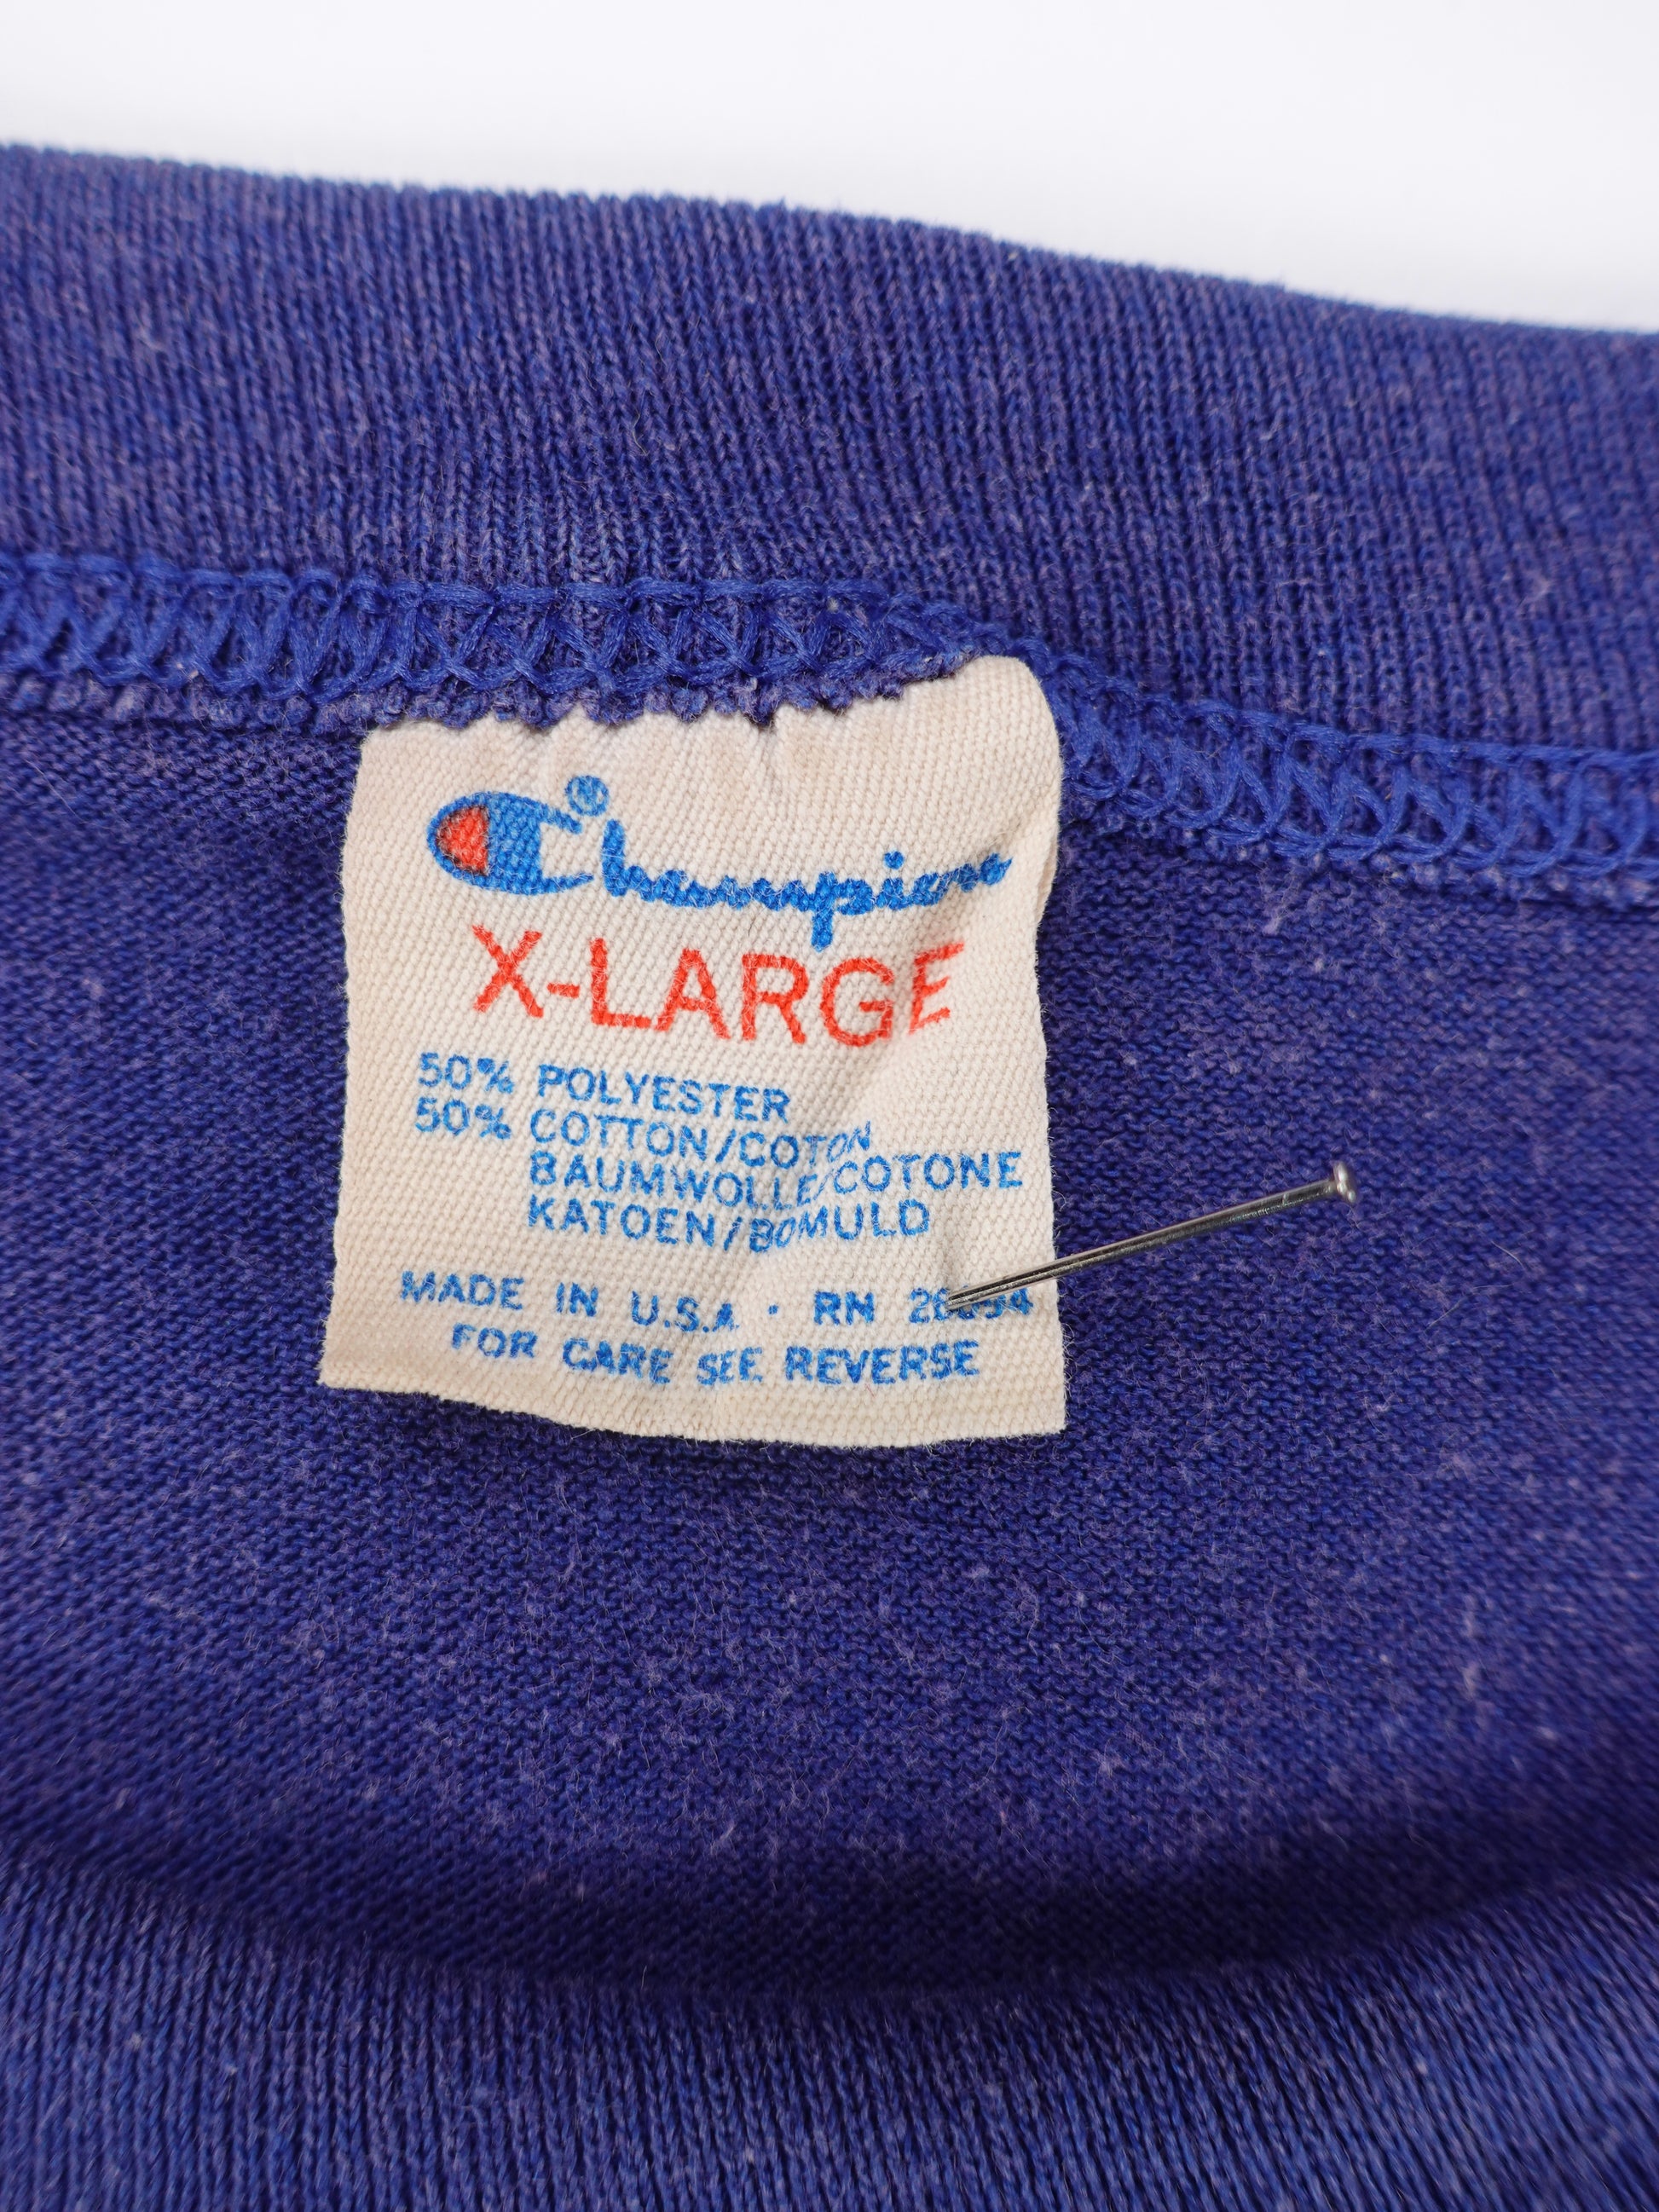 Champion®
X-LARGE
50% POLYESTER
50% COTTON/COTON
BAUMWOLLE/COTONE
KATOEN/BOMULD
MADE IN U.S.A. · RN
FOR CARE SEE REVERSE